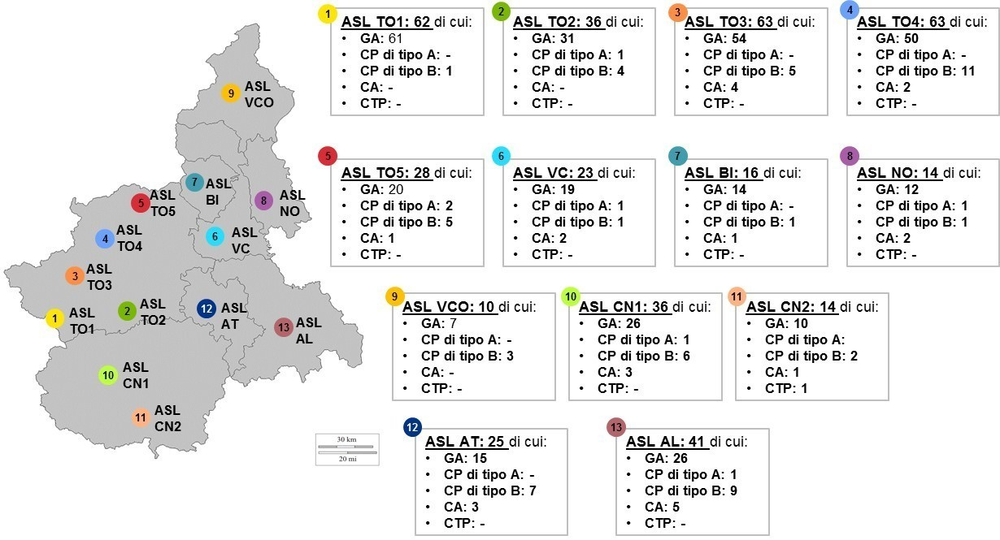 9 ASL
VCO
7 ASL
BI
8 ASL
NO
5 ASL
TO5
4 ASL
TO4
6 ASL
VC
3 ASL
TO3
2 ASL
TO2
1 ASL
TO1
12 ASL
AT
13 ASL
AL
10 ASL
CN1
11 ASL
CN2
30 km
20 mi
1
ASL TO1: 62 di cui:
• GA: 61
• CP di tipo A: -
• CP di tipo B: 1
• CA: -
• CTP: -
2
ASL TO2: 36 di cui:
• GA: 31
• CP di tipo A: 1
• CP di tipo B: 4
• CA: -
• CTP: -
3
ASL TO3: 63 di cui:
• GA: 54
• CP di tipo A: -
• CP di tipo B: 5
• CA: 4
• CTP: -
4
ASL TO4: 63 di cui:
• GA: 50
• CP di tipo A: -
• CP di tipo B: 11
• CA: 2
• CTP: -
5
ASL TO5: 28 di cui:
• GA: 20
• CP di tipo A: 2
• CP di tipo B: 5
• CA: 1
• CTP: -
6
ASL VC: 23 di cui:
• GA: 19
• CP di tipo A: 1
• CP di tipo B: 1
• CA: 2
• CTP: -
7
ASL BI: 16 di cui:
• GA: 14
• CP di tipo A: -
• CP di tipo B: 1
• CA: 1
• CTP: -
8
ASL NO: 14 di cui:
• GA: 12
• CP di tipo A: 1
• CP di tipo B: 1
• CA: 2
• CTP: -
9
ASL VCO: 10 di cui:
• GA: 7
• CP di tipo A: -
• CP di tipo B: 3
• CA: -
• CTP: -
10
ASL CN1: 36 di cui:
• GA: 26
• CP di tipo A: 1
• CP di tipo B: 6
• CA: 3
• CTP: -
11
ASL CN2: 14 di cui:
• GA: 10
• CP di tipo A:
• CP di tipo B: 2
• CA: 1
• CTP: 1
12
ASL AT: 25 di cui:
• GA: 15
• CP di tipo A: -
• CP di tipo B: 7
• CA: 3
• CTP: -
13
ASL AL: 41 di cui:
• GA: 26
• CP di tipo A: 1
• CP di tipo B: 9
• CA: 5
• CTP: -